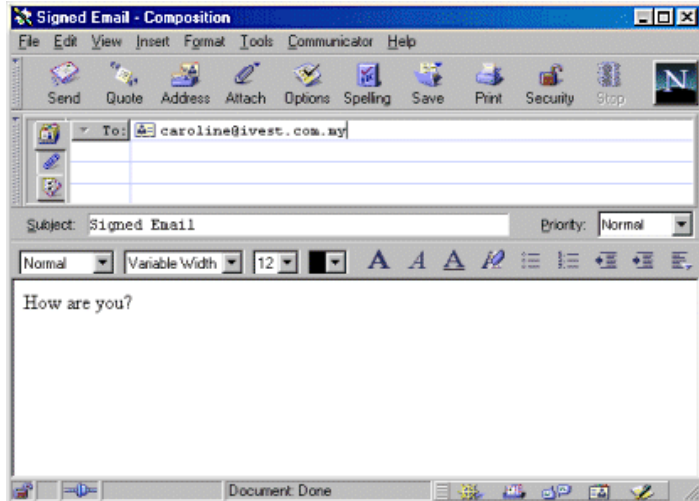 Signed Email - Composition
File Edit View Insert Format Tools Communicator Help
Send Quote Address Attach Options Spelling Save Print Security Stop N
To: caroline@ivest.com.my
Subject: Signed Email Priority: Normal
Normal Variable Width 12 A A A
How are you?
Document: Done